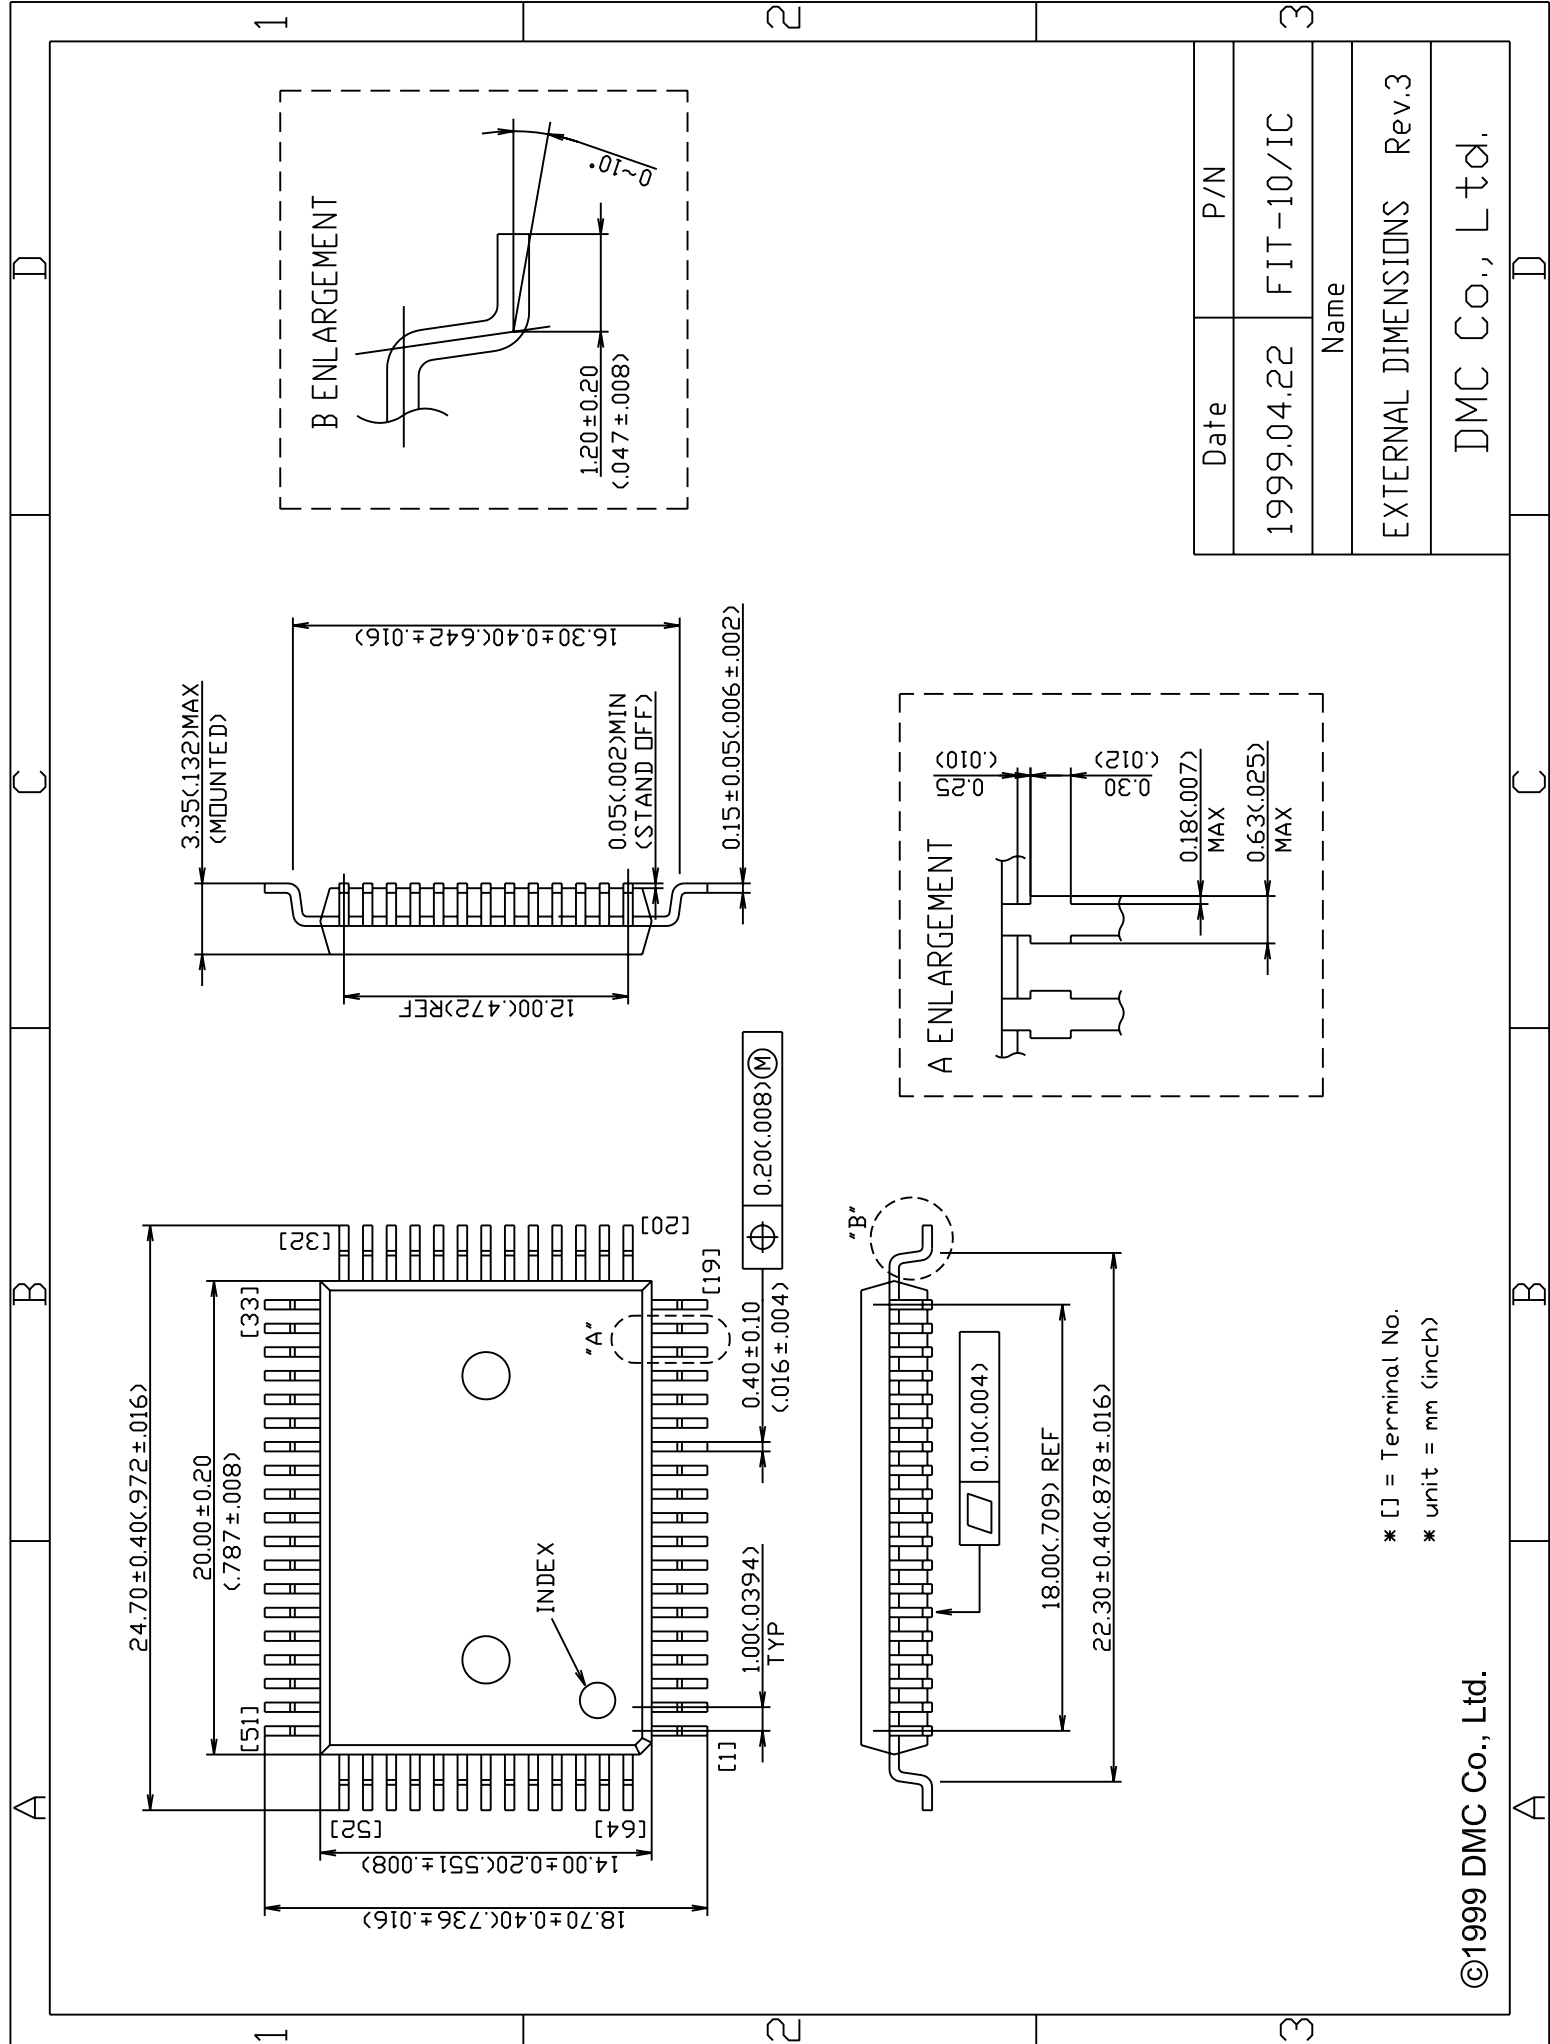 1
2
3
D
C
B
A
24.70±0.40(.972±.016)
20.00±0.20
(.787±.008)
[51]
[33]
[52]
[32]
[64]
[20]
[1]
[19]
14.00±0.20(.551±.008)
18.70±0.40(.736±.016)
INDEX
"A"
1.00(.0394)
TYP
0.40±0.10
(.016±.004)
0.20(.008) M
3.35(.132)MAX
(MOUNTED)
12.00(.472)REF
16.30±0.40(.642±.016)
0.05(.002)MIN
(STAND OFF)
0.15±0.05(.006±.002)
B ENLARGEMENT
0~10°
1.20±0.20
(.047±.008)
"B"
0.10(.004)
18.00(.709) REF
22.30±0.40(.878±.016)
A ENLARGEMENT
0.25
(.010)
0.30
(.012)
0.18(.007)
MAX
0.63(.025)
MAX
* [] = Terminal No.
* unit = mm (inch)
Date
P/N
1999.04.22
FIT-10/IC
Name
EXTERNAL DIMENSIONS Rev.3
DMC Co., Ltd.
©1999 DMC Co., Ltd.
A
B
C
D
1
2
3